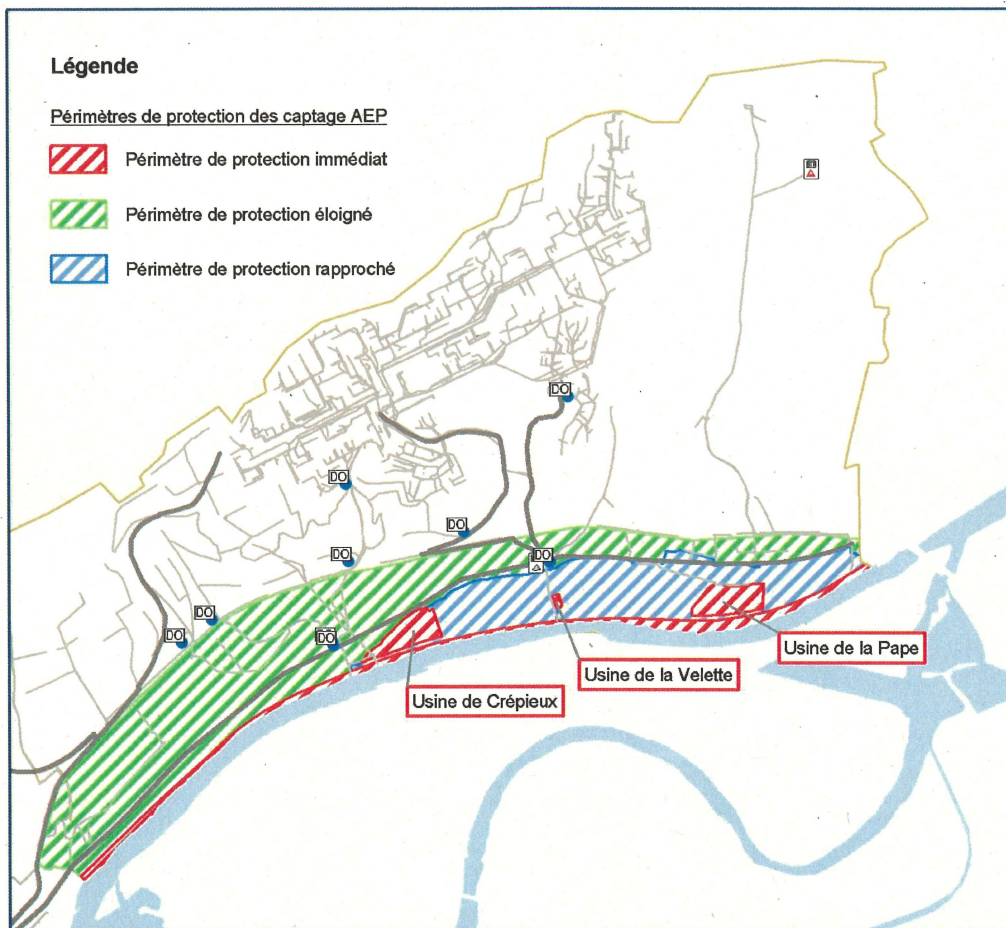 Légende
Périmètres de protection des captage AEP
Périmètre de protection immédiat
Périmètre de protection éloigné
Périmètre de protection rapproché
DO
DO
DO
DO
DO
DO
DO
DO
Usine de la Pape
Usine de la Velette
Usine de Crépieux